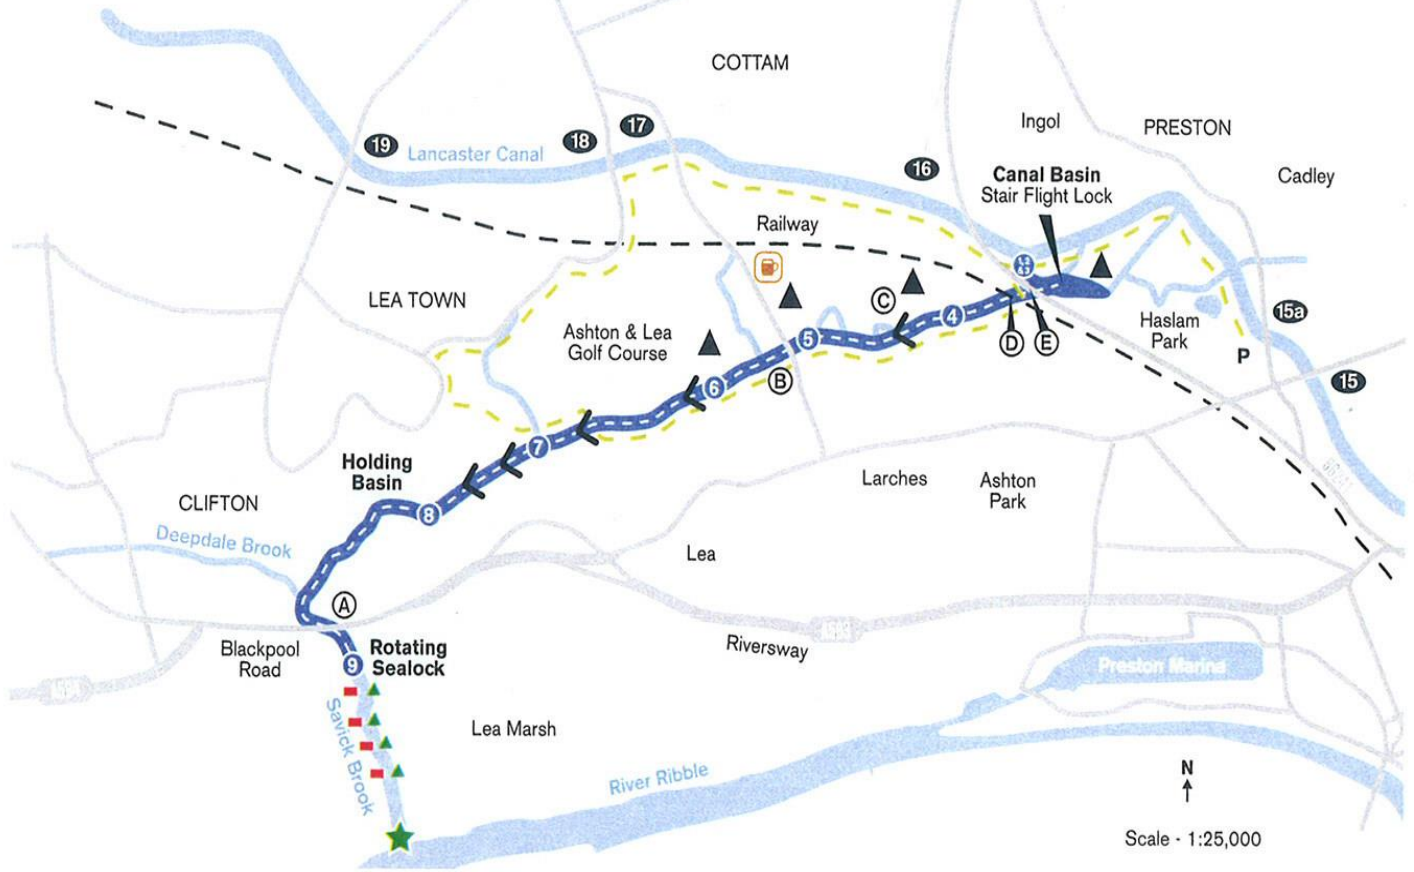 COTTAM
Ingol
PRESTON
Cadley
17
18
19
Lancaster Canal
16
Canal Basin
Stair Flight Lock
Railway
LEA TOWN
Ashton & Lea
Golf Course
C
4
D
E
Haslam
Park
15a
P
15
5
B
6
7
8
Holding
Basin
CLIFTON
Deepdale Brook
Larches
Ashton
Park
Lea
A
Blackpool
Road
9
Rotating
Sealock
Riversway
Preston Marina
Savick Brook
Lea Marsh
River Ribble
N
Scale - 1:25,000